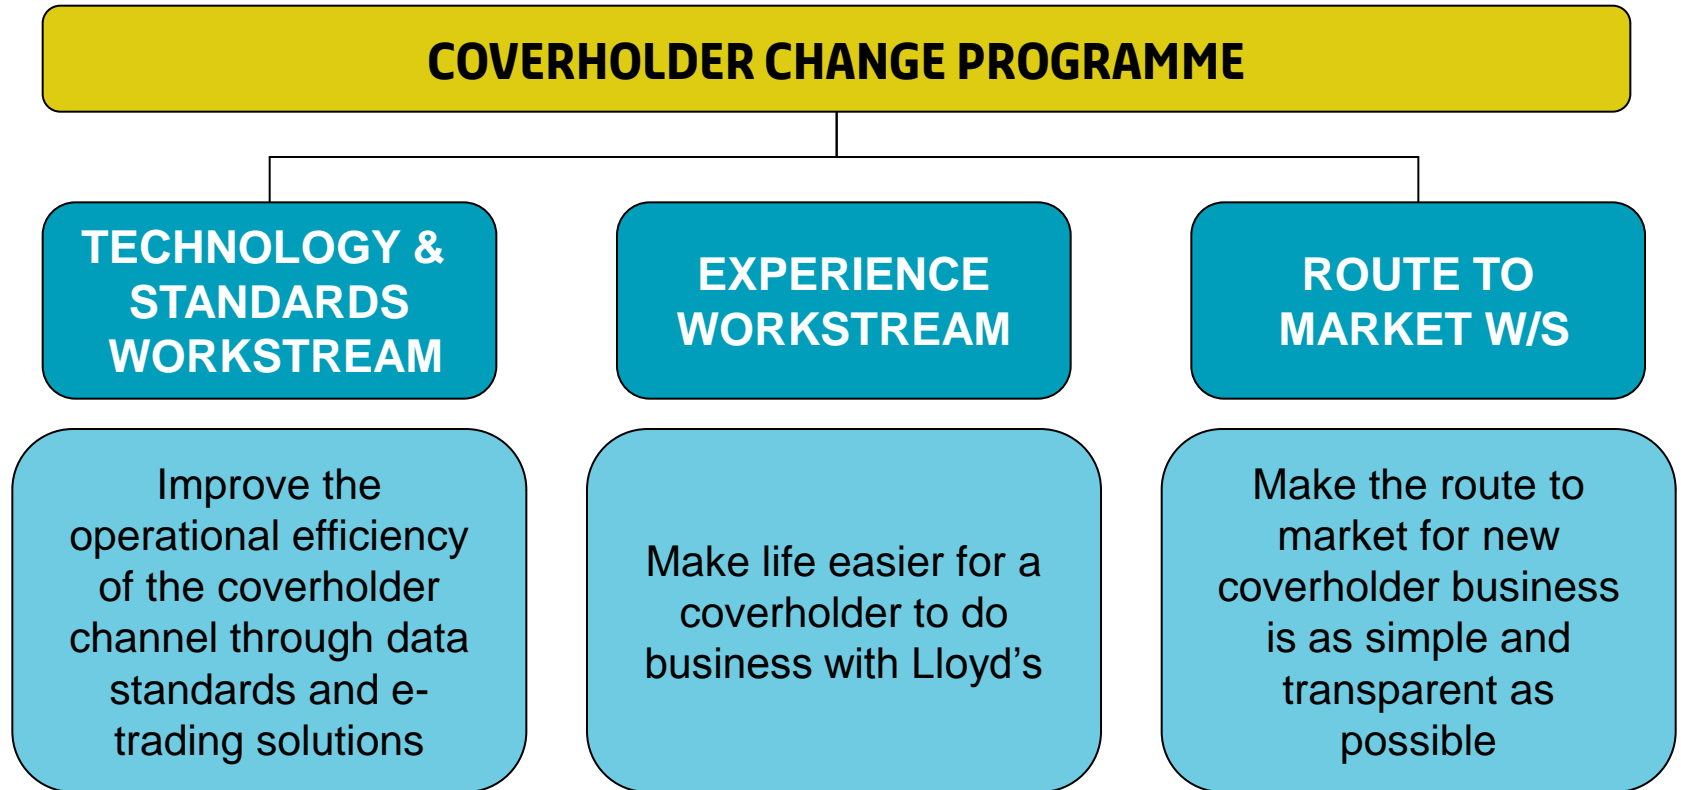 COVERHOLDER CHANGE PROGRAMME
TECHNOLOGY &
STANDARDS
WORKSTREAM
EXPERIENCE
WORKSTREAM
ROUTE TO
MARKET W/S
Improve the
operational efficiency
of the coverholder
channel through data
standards and e-
trading solutions
Make life easier for a
coverholder to do
business with Lloyd’s
Make the route to
market for new
coverholder business
is as simple and
transparent as
possible